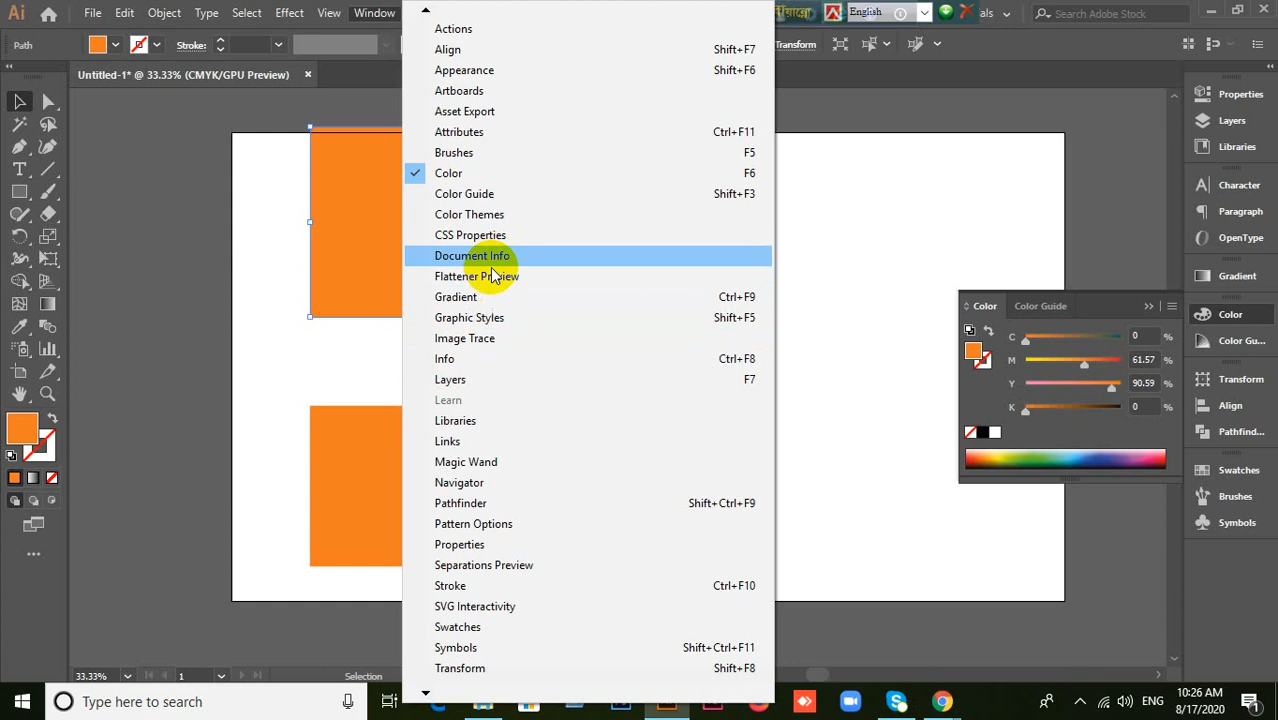 Ai File Edit Object Type Select Effect Window
English
Search Adobe Stock
Path
Stroke:
Transform
Untitled-1* @ 33.33% (CMYK/GPU Preview) ×
Actions
Align Shift+F7
Appearance Shift+F6
Artboards
Asset Export
Attributes Ctrl+F11
Brushes F5
Color F6
Color Guide Shift+F3
Color Themes
CSS Properties
Document Info
Flattener Preview
Gradient Ctrl+F9
Graphic Styles Shift+F5
Image Trace
Info Ctrl+F8
Layers F7
Learn
Libraries
Links
Magic Wand
Navigator
Pathfinder Shift+Ctrl+F9
Pattern Options
Properties
Separations Preview
Stroke Ctrl+F10
SVG Interactivity
Swatches
Symbols Shift+Ctrl+F11
Transform Shift+F8
Color Color Guide
C 0 %
M 61.57 %
Y 90.59 %
K 0 %
Properties
Layers
Libraries
Character
Paragraph
OpenType
Gradient
Color
Color Gu...
Transform
Align
Pathfind...
Swatches
Brushes
Symbols
33.33% 1 Selection
Type here to search
ENG
10:26 AM
8/17/2020